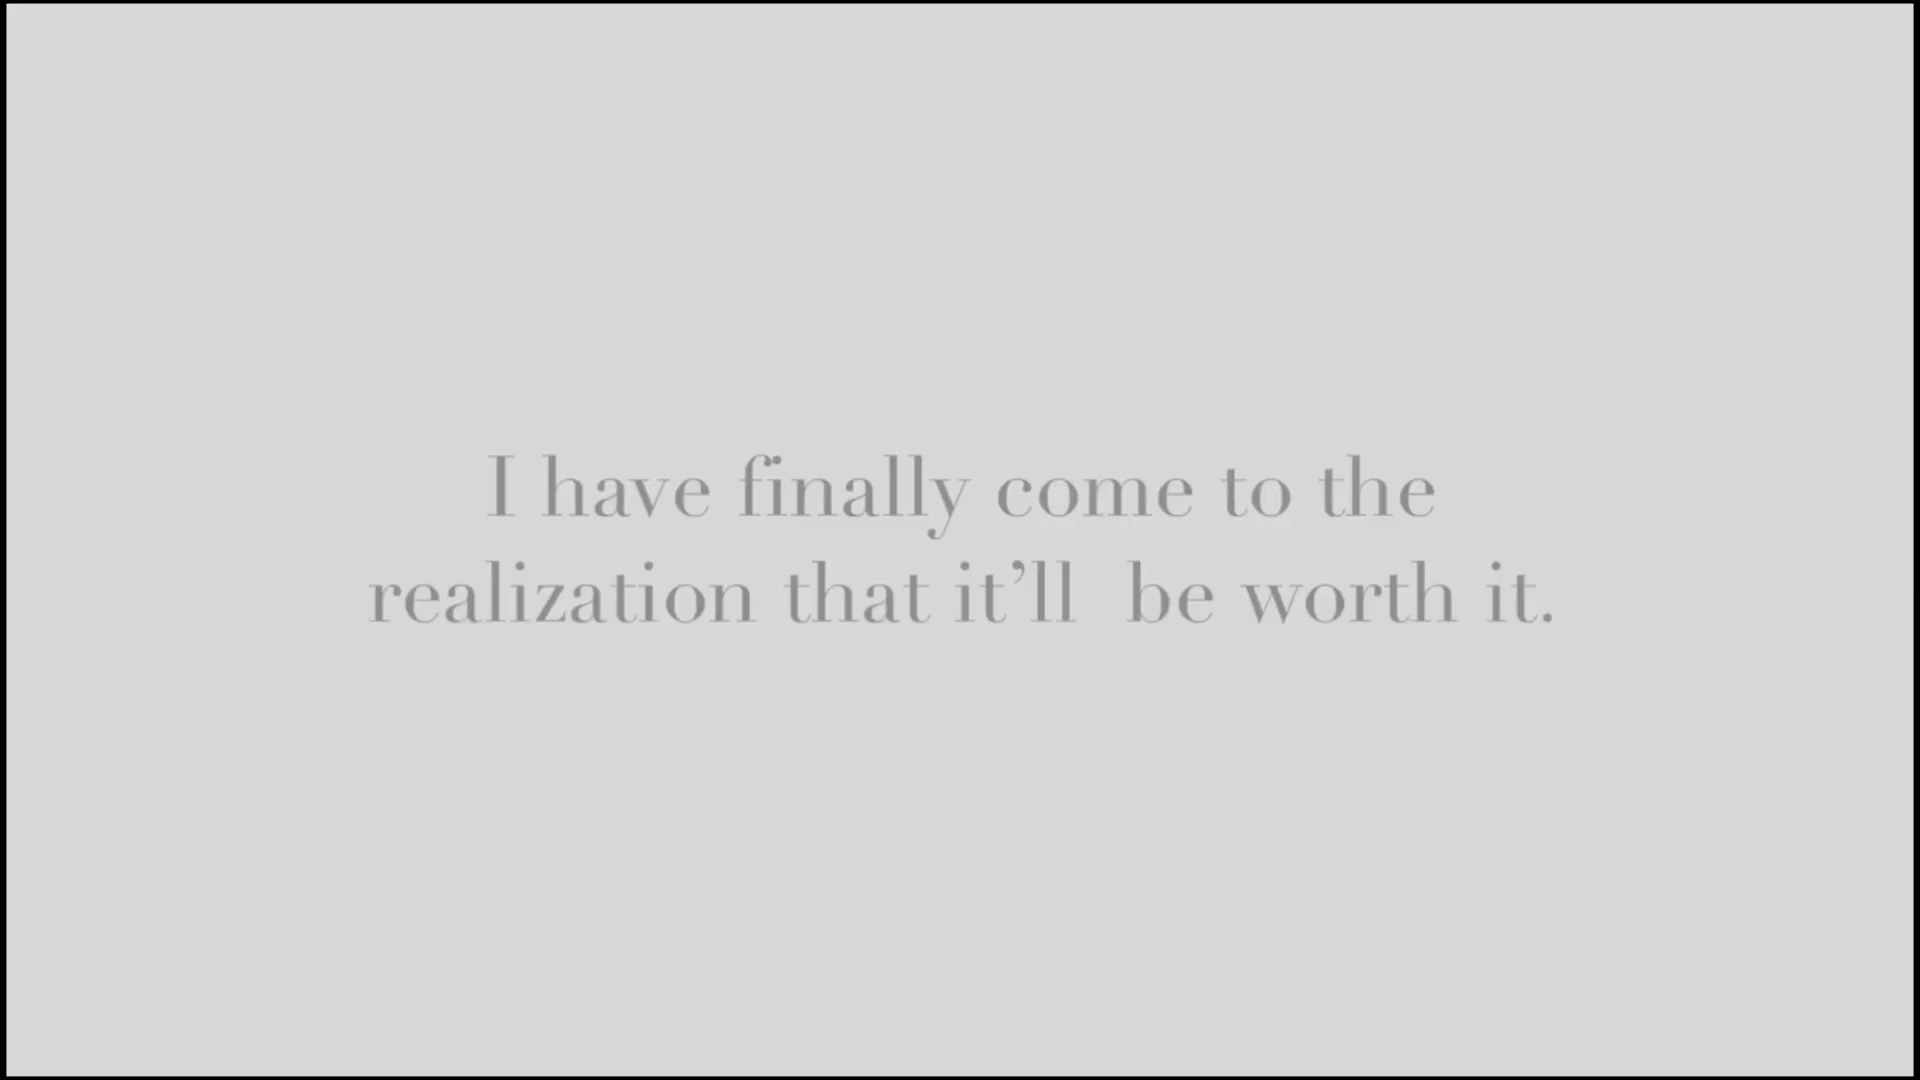 I have finally come to the
realization that it’ll  be worth it.